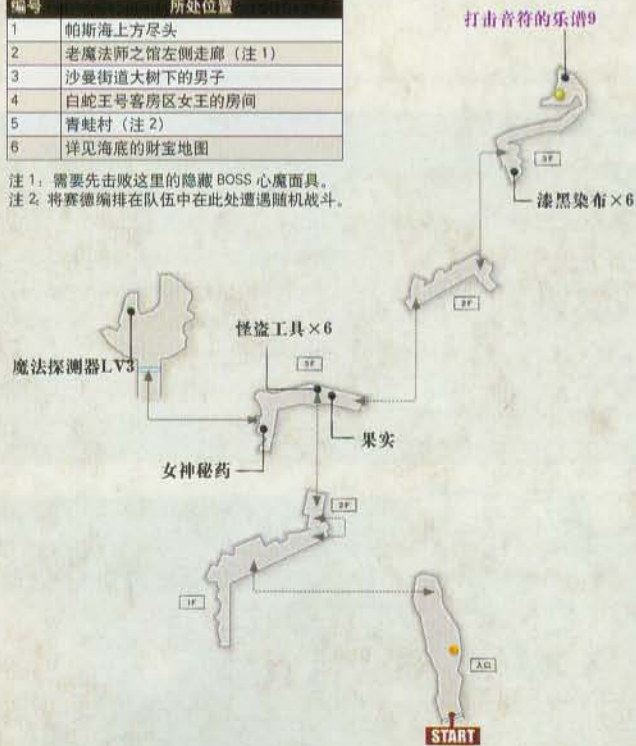 编号 所处位置
1 帕斯海上方尽头
2 老魔法师之馆左侧走廊（注1）
3 沙曼街道大树下的男子
4 白蛇王号客房区女王的房间
5 青蛙村（注2）
6 详见海底的财宝地图
注1：需要先击败这里的隐藏 BOSS 心魔面具。
注2：将赛德编排在队伍中在此处遭遇随机战斗。
打击音符的乐谱9
3F
漆黑染布×6
2F
怪盗工具×6
魔法探测器LV3
3F
果实
女神秘药
2F
1F
入口
START